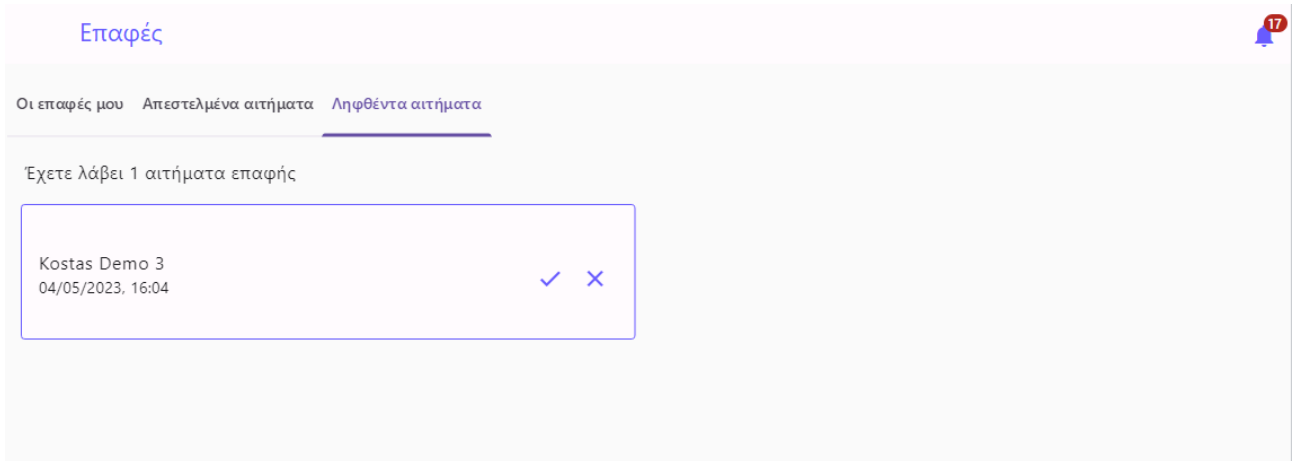 Επαφές
17
Οι επαφές μου Απεσταλμένα αιτήματα Ληφθέντα αιτήματα
Έχετε λάβει 1 αιτήματα επαφής
Kostas Demo 3
04/05/2023, 16:04